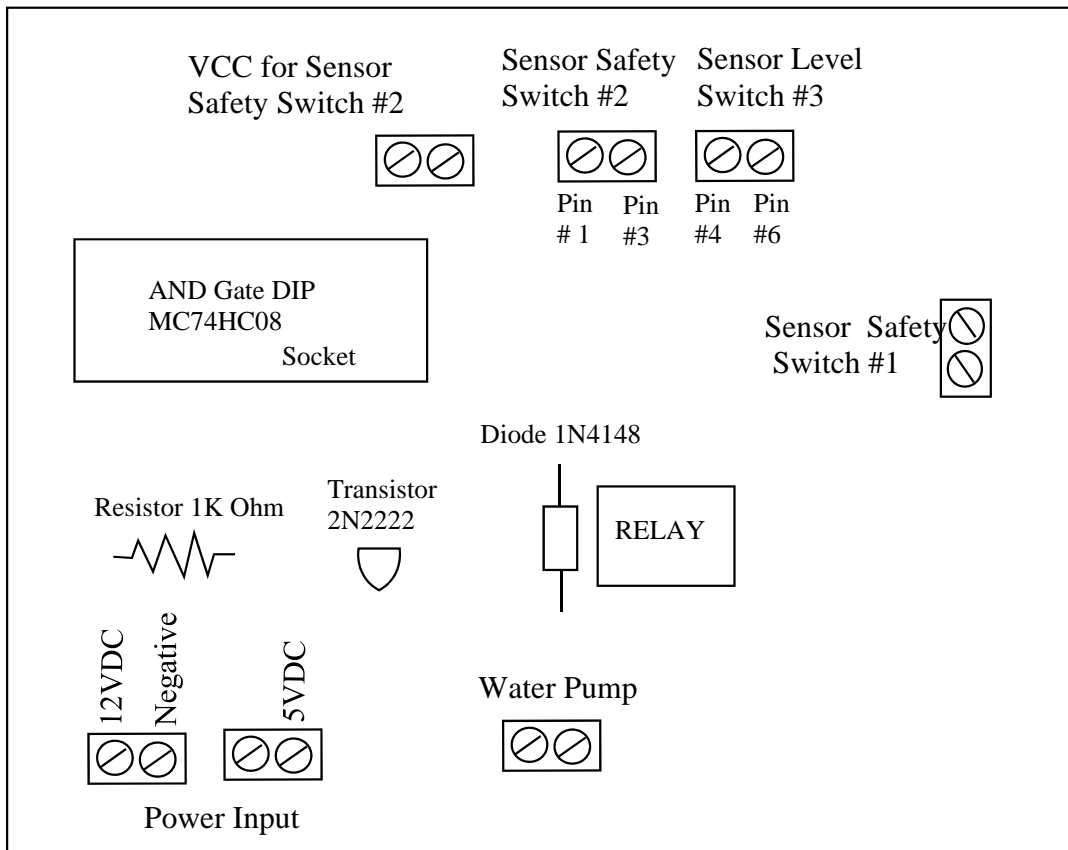 VCC for Sensor
Safety Switch #2
Sensor Safety
Switch #2
Sensor Level
Switch #3
Pin
# 1
Pin
#3
Pin
#4
Pin
#6
AND Gate DIP
MC74HC08
Socket
Sensor Safety
Switch #1
Diode 1N4148
Resistor 1K Ohm
Transistor
2N2222
RELAY
12VDC
Negative
5VDC
Water Pump
Power Input